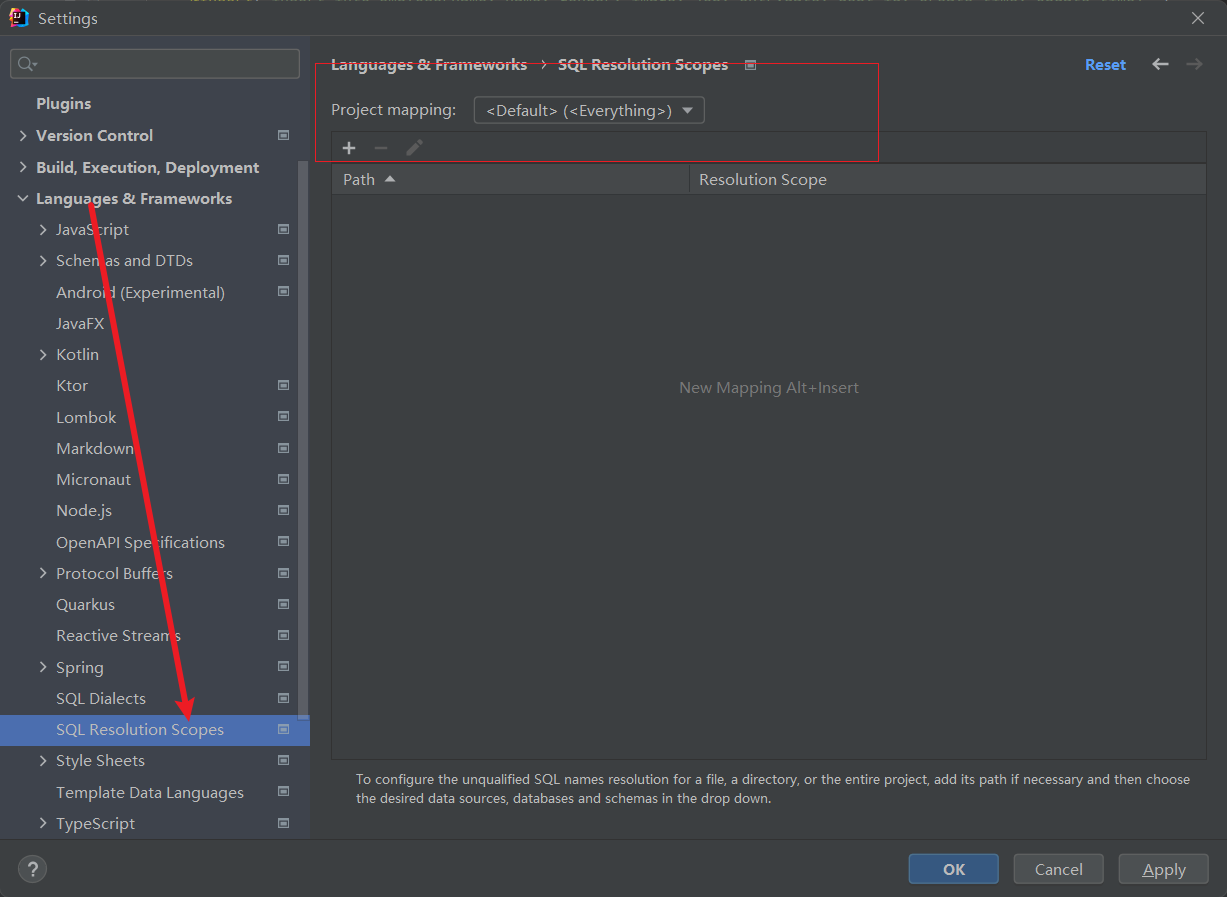 Settings
Plugins
Version Control
Build, Execution, Deployment
Languages & Frameworks
JavaScript
Schemas and DTDs
Android (Experimental)
JavaFX
Kotlin
Ktor
Lombok
Markdown
Micronaut
Node.js
OpenAPI Specifications
Protocol Buffers
Quarkus
Reactive Streams
Spring
SQL Dialects
SQL Resolution Scopes
Style Sheets
Template Data Languages
TypeScript
Languages & Frameworks › SQL Resolution Scopes
Reset
Project mapping: <Default> (<Everything>)
Path Resolution Scope
New Mapping Alt+Insert
To configure the unqualified SQL names resolution for a file, a directory, or the entire project, add its path if necessary and then choose
the desired data sources, databases and schemas in the drop down.
? OK Cancel Apply